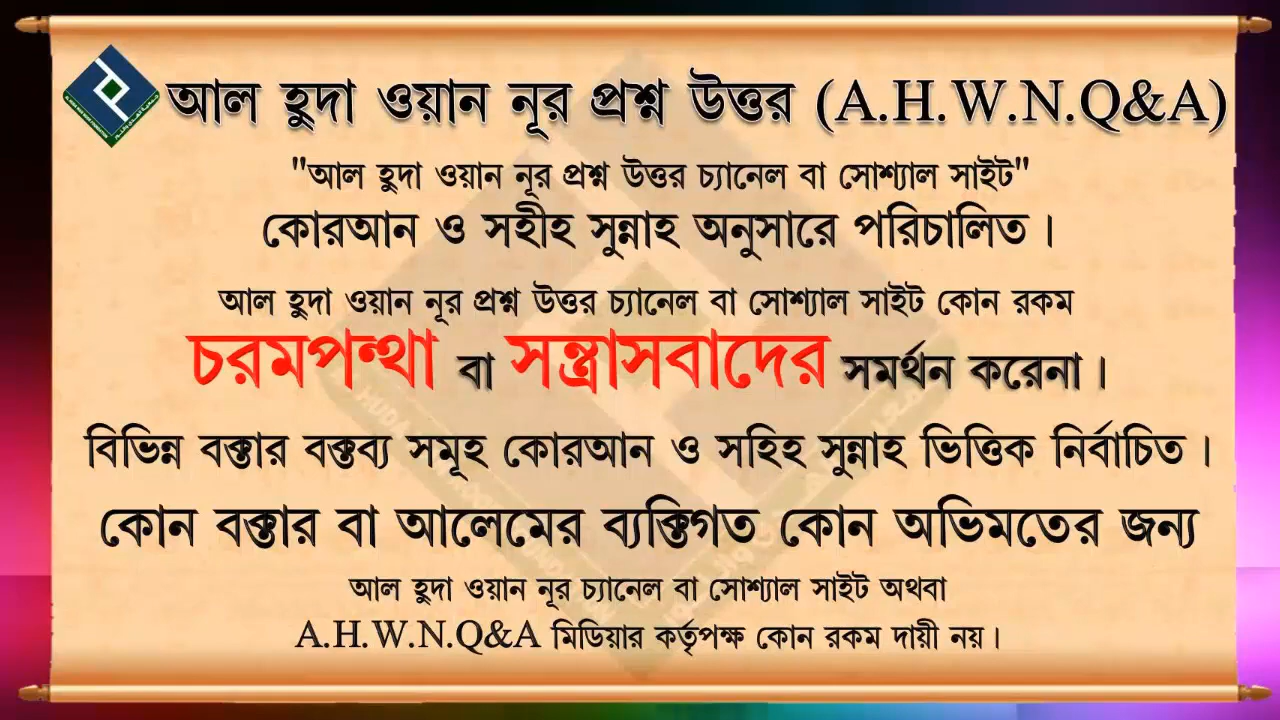 আল হুদা ওয়ান নূর প্রশ্ন উত্তর (A.H.W.N.Q&A)
"আল হুদা ওয়ান নূর প্রশ্ন উত্তর চ্যানেল বা সোশ্যাল সাইট"
কোরআন ও সহীহ সুন্নাহ অনুসারে পরিচালিত।
আল হুদা ওয়ান নূর প্রশ্ন উত্তর চ্যানেল বা সোশ্যাল সাইট কোন রকম
চরমপন্থা বা সন্ত্রাসবাদের সমর্থন করেনা।
বিভিন্ন বক্তার বক্তব্য সমূহ কোরআন ও সহিহ সুন্নাহ ভিত্তিক নির্বাচিত।
কোন বক্তার বা আলেমের ব্যক্তিগত কোন অভিমতের জন্য
আল হুদা ওয়ান নূর চ্যানেল বা সোশ্যাল সাইট অথবা
A.H.W.N.Q&A মিডিয়ার কর্তৃপক্ষ কোন রকম দায়ী নয়।